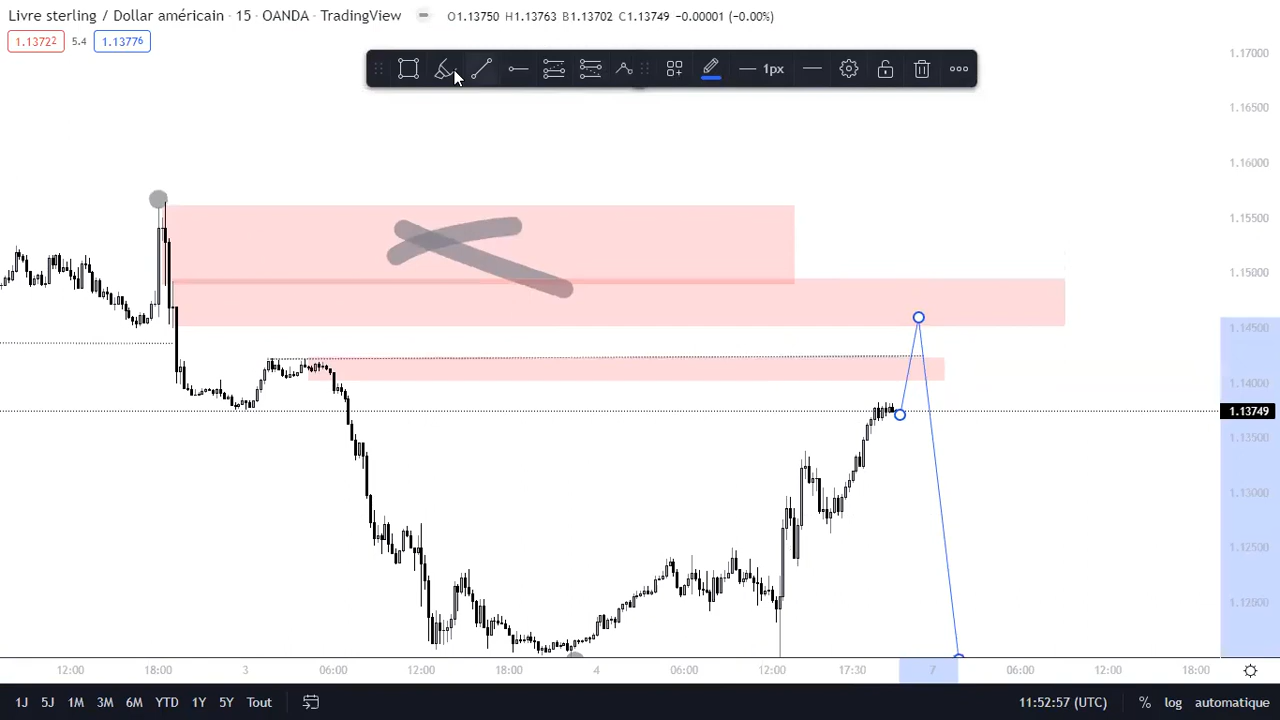 Livre sterling / Dollar américain · 15 · OANDA · TradingView O1.13750 H1.13763 B1.13702 C1.13749 −0.00001 (−0.00%)
1.13722 5.4 1.13776
1px
1.17000
1.16500
1.16000
1.15500
1.15000
1.14500
1.14000
1.13749
1.13500
1.13000
1.12500
1.12000
12:00 18:00 3 06:00 12:00 18:00 4 06:00 12:00 17:30 7 06:00 12:00 18:00
1J 5J 1M 3M 6M YTD 1Y 5Y Tout 11:52:57 (UTC) % log automatique